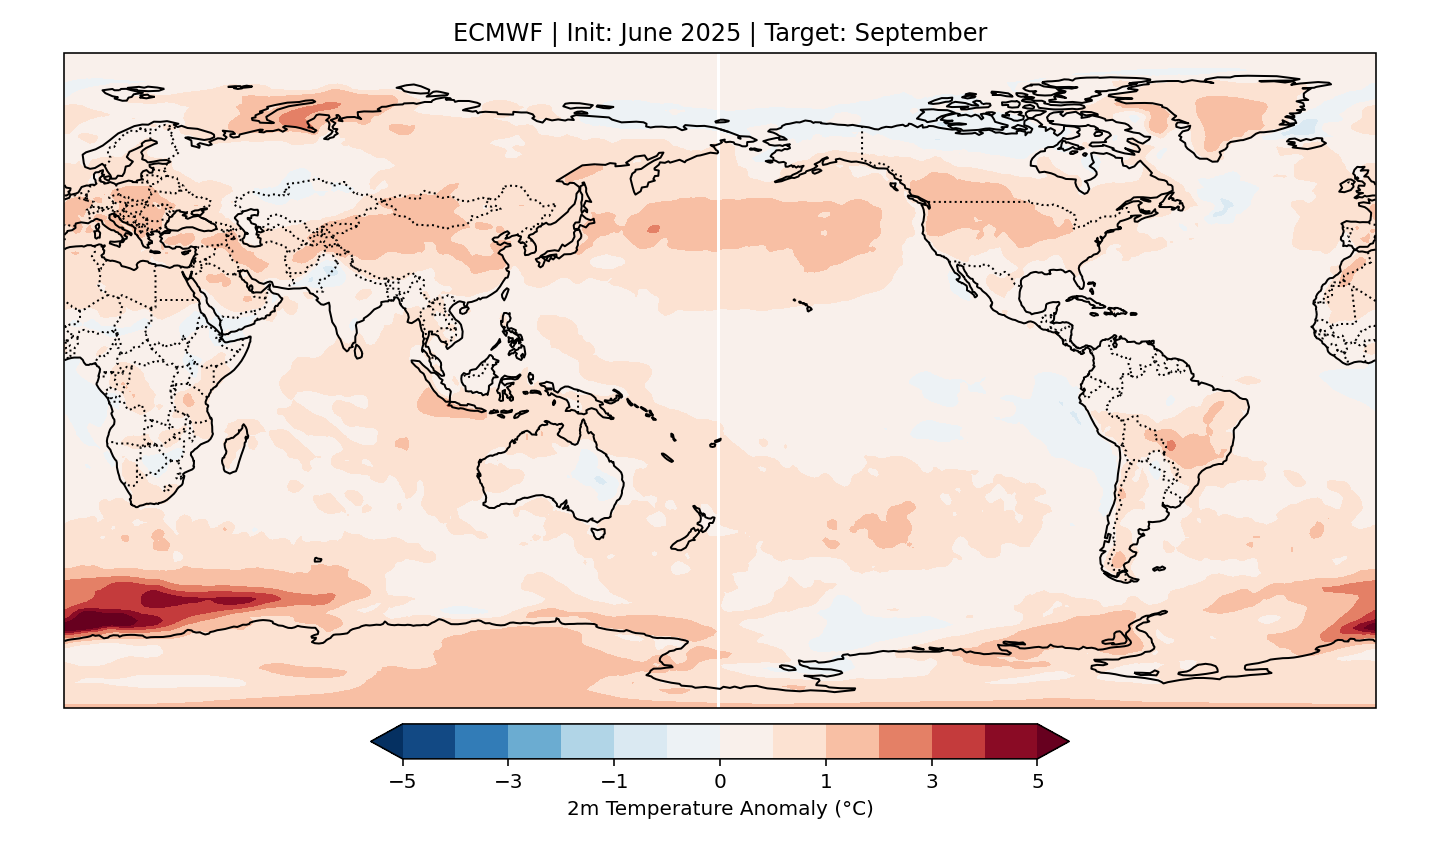 ECMWF | Init: June 2025 | Target: September
−5 −3 −1 0 1 3 5
2m Temperature Anomaly (°C)